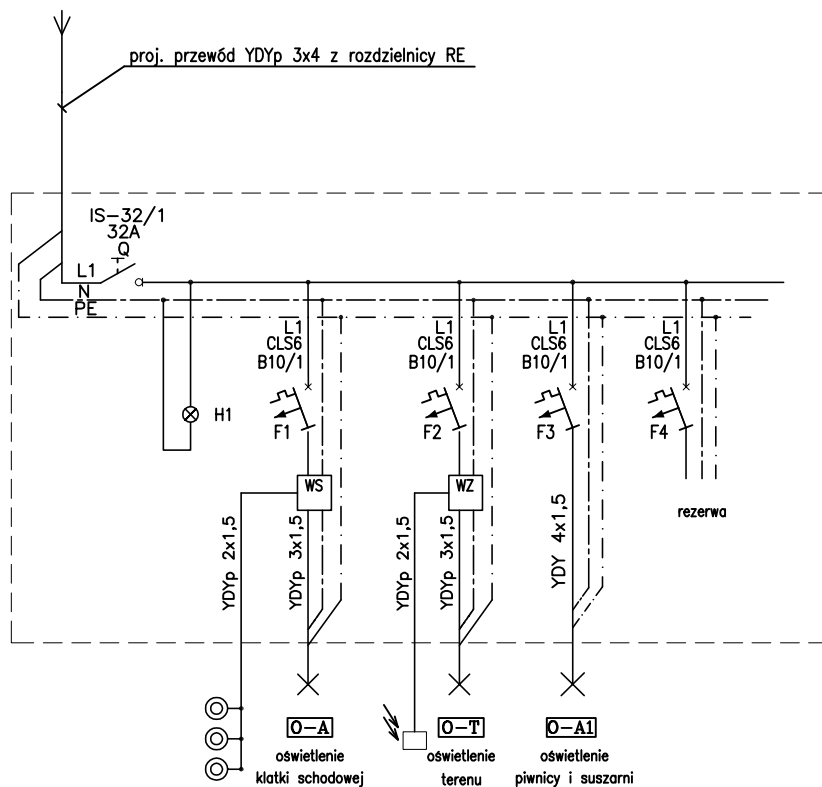 proj. przewód YDYp 3x4 z rozdzielnicy RE
IS-32/1
32A
Q
L1
N
PE
H1
L1
CLS6
B10/1
F1
L1
CLS6
B10/1
F2
L1
CLS6
B10/1
F3
L1
CLS6
B10/1
F4
WS
WZ
rezerwa
YDYp 2x1,5
YDYp 3x1,5
YDYp 2x1,5
YDYp 3x1,5
YDY 4x1,5
O-A
oświetlenie
klatki schodowej
O-T
oświetlenie
terenu
O-A1
oświetlenie
piwnicy i suszarni